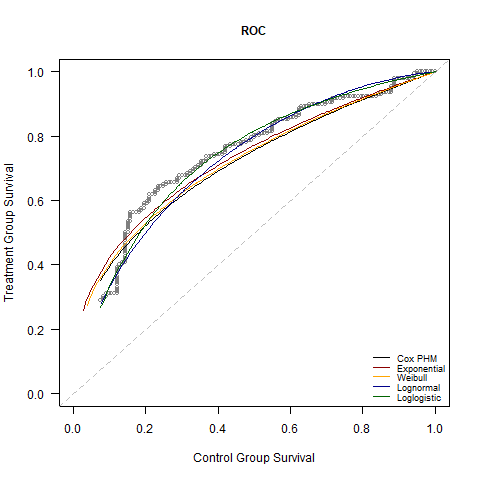 ROC
Treatment Group Survival
1.0
0.8
0.6
0.4
0.2
0.0
Cox PHM
Exponential
Weibull
Lognormal
Loglogistic
0.0 0.2 0.4 0.6 0.8 1.0
Control Group Survival